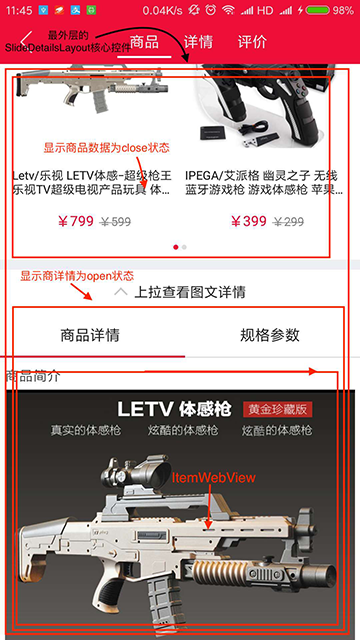 11:45
0.04K/s
HD
98%
最外层的
SlideDetailsLayout核心控件
商品
详情
评价
Letv/乐视 LETV体感-超级枪王
乐视TV超级电视产品玩具 体…
IPEGA/艾派格 幽灵之子 无线
蓝牙游戏枪 游戏体感枪 苹果…
显示商品数据为close状态
￥799 ￥599
￥399 ￥299
显示商详情为open状态
上拉查看图文详情
商品详情
规格参数
商品简介
LETV 体感枪
黄金珍藏版
真实的体感枪
炫酷的体感枪
炫酷的体感枪
ItemWebView